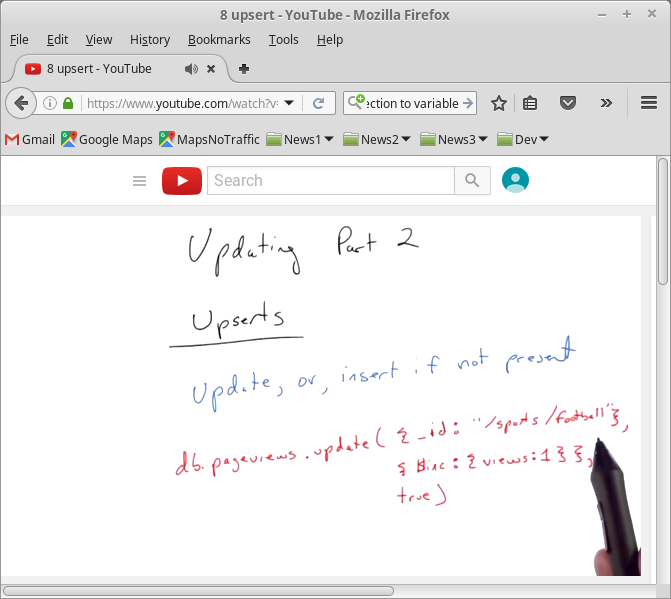 8 upsert - YouTube - Mozilla Firefox
File Edit View History Bookmarks Tools Help
8 upsert - YouTube
https://www.youtube.com/watch?v= ection to variable
Gmail Google Maps MapsNoTraffic News1 News2 News3 Dev
Search
Updating Part 2
Upserts
Update, or, insert if not present
db.pageviews.update( { _id: "/sports/football"},
{ $inc: { views:1 } },
true)